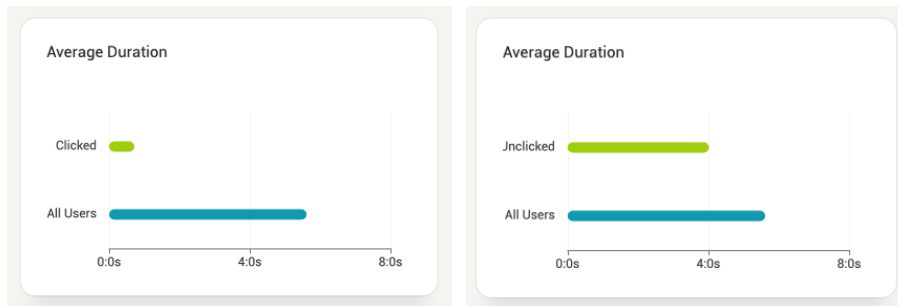 Average Duration
Clicked
All Users
0:0s 4:0s 8:0s
Average Duration
Jnclicked
All Users
0:0s 4:0s 8:0s